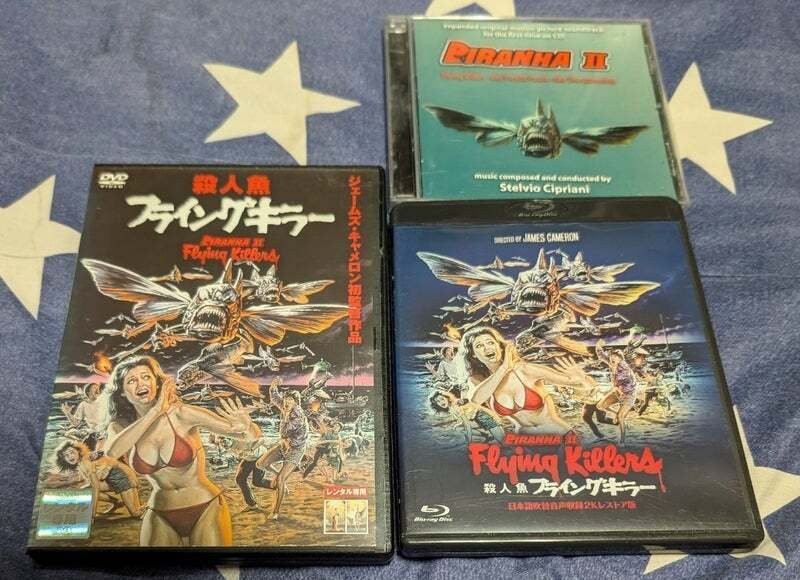 DVD
VIDEO
殺人魚
フライングキラー
PIRANHA II
Flying Killers
ジェームズ・キャメロン初監督作品
レンタル専用
expanded original motion picture soundtrack
for the first time on CD!
PIRANHA II
music composed and conducted by
Stelvio Cipriani
Blu-ray Disc
DIRECTED BY JAMES CAMERON
PIRANHA II
Flying Killers
殺人魚 フライングキラー
日本語吹替音声収録2Kレストア版
Blu-ray Disc